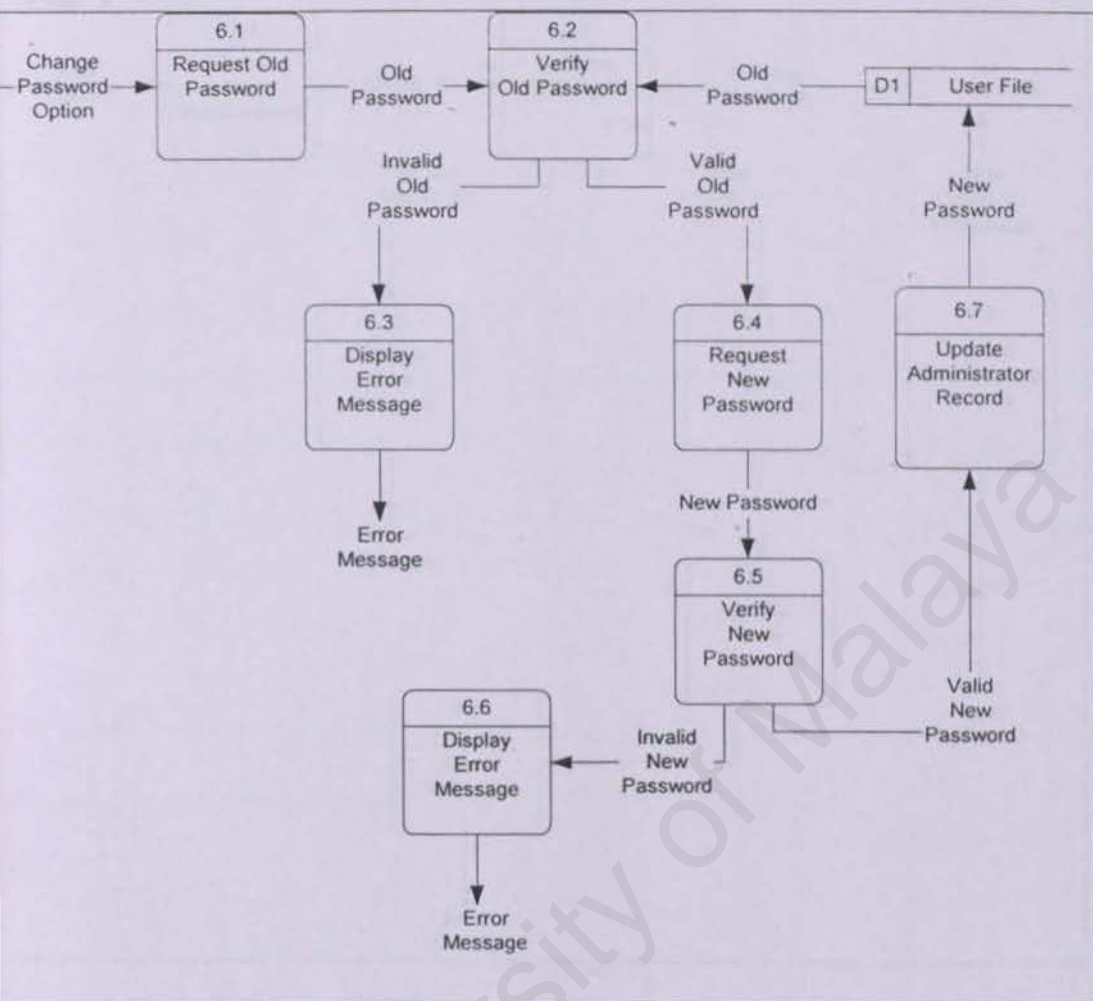 6.1
Request Old
Password
6.2
Verify
Old Password
Change
Password
Option
Old
Password
Old
Password
D1
User File
Invalid
Old
Password
Valid
Old
Password
New
Password
6.3
Display
Error
Message
6.4
Request
New
Password
6.7
Update
Administrator
Record
New Password
Error
Message
6.5
Verify
New
Password
Valid
New
Password
6.6
Display
Error
Message
Invalid
New
Password
Error
Message
University of Malaya